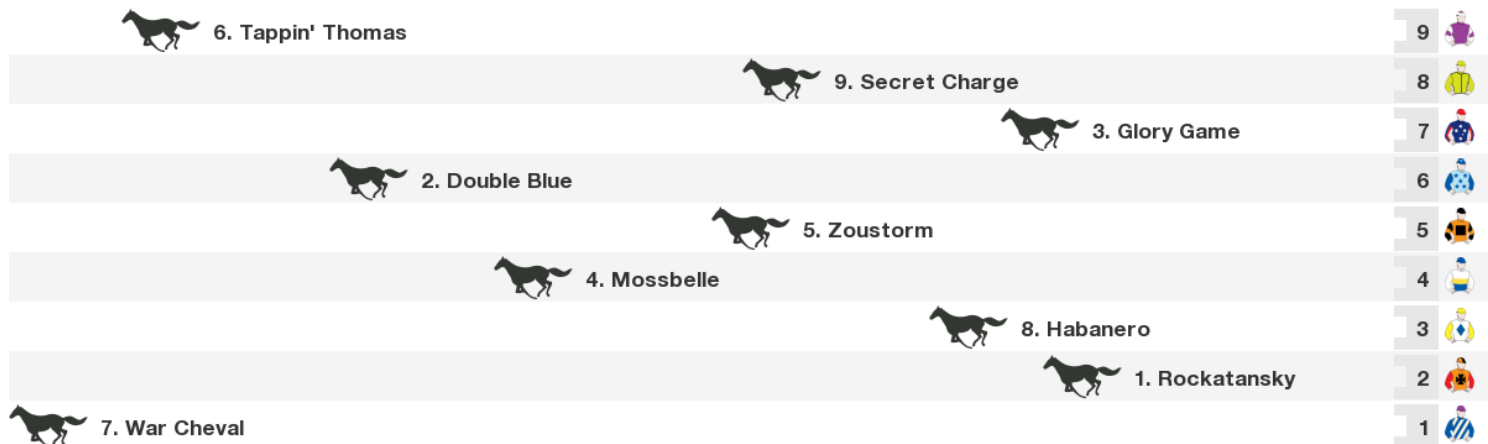 6. Tappin' Thomas 9
9. Secret Charge 8
3. Glory Game 7
2. Double Blue 6
5. Zoustorm 5
4. Mossbelle 4
8. Habanero 3
1. Rockatansky 2
7. War Cheval 1